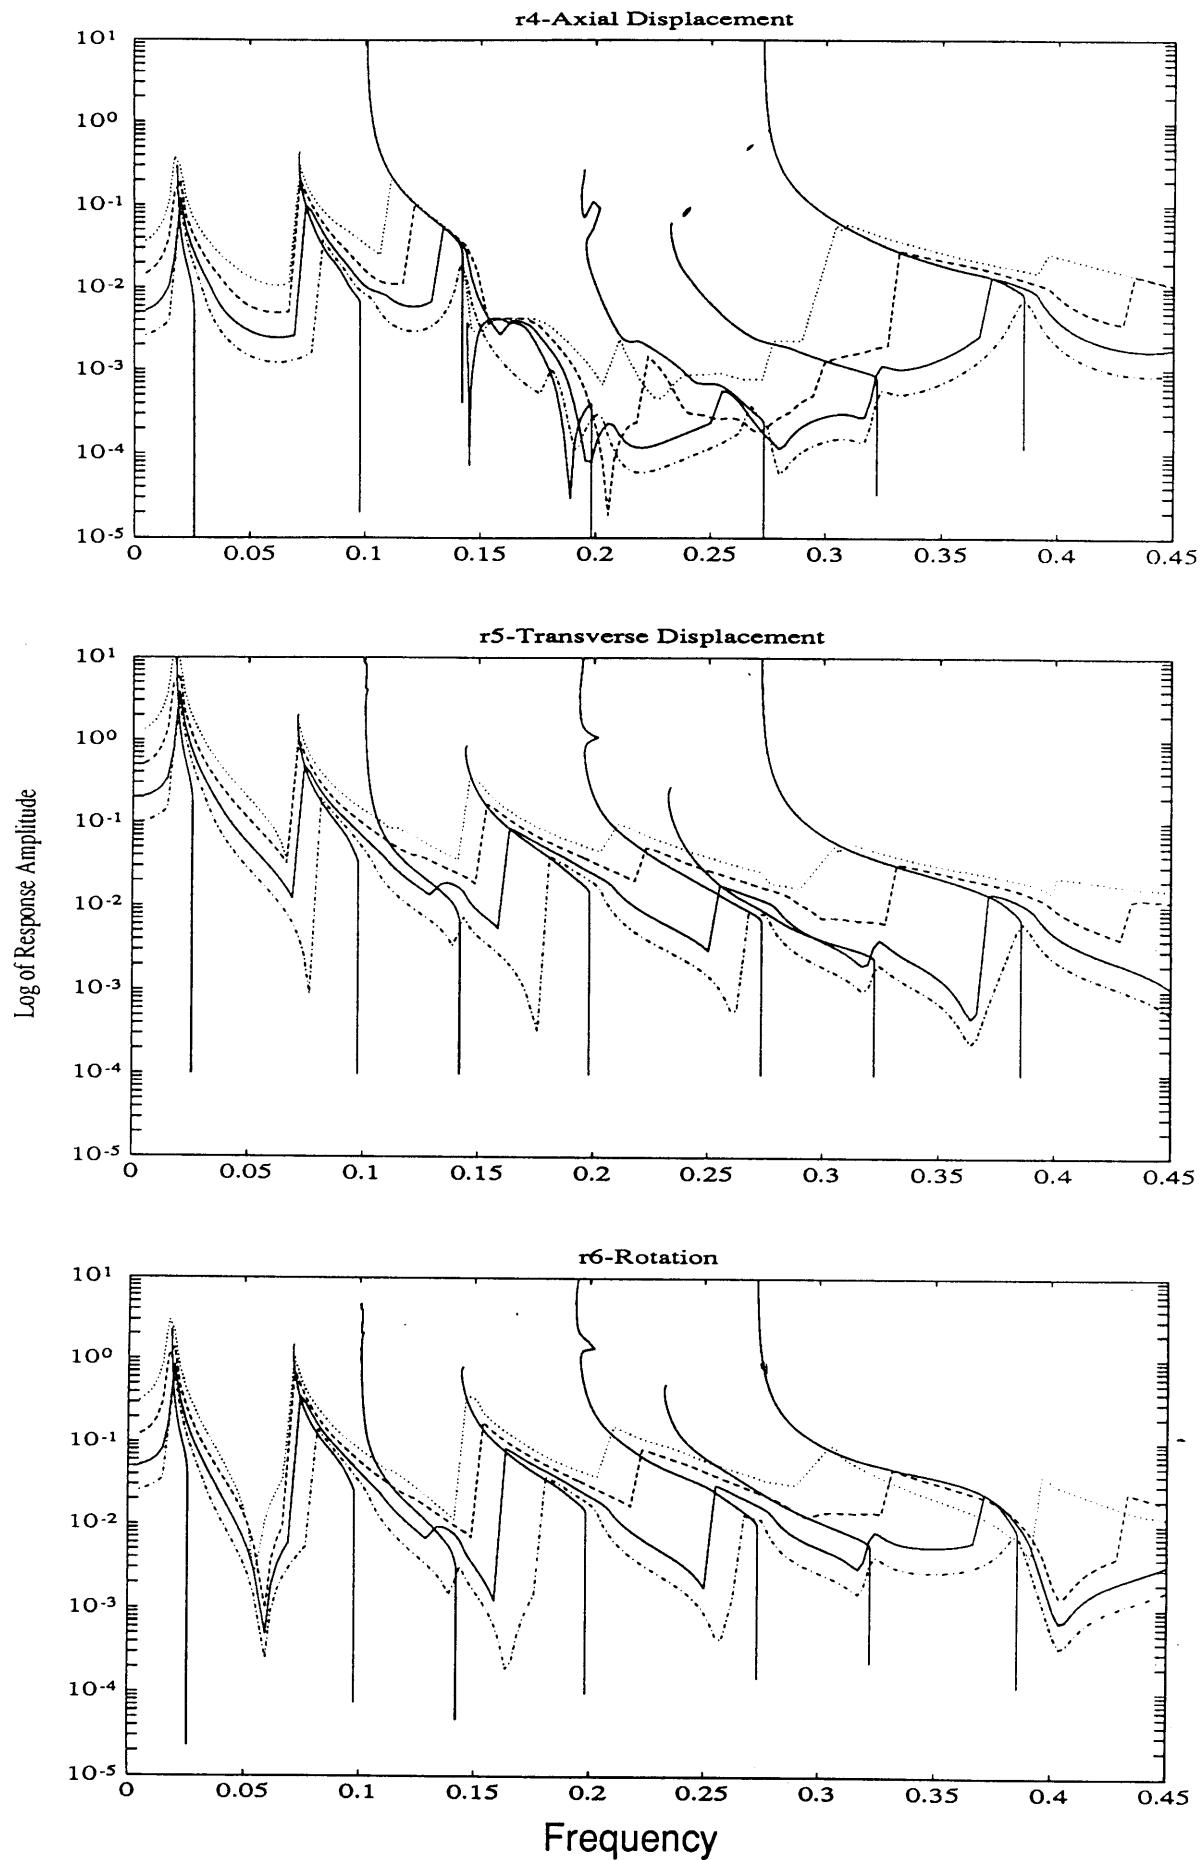 r4-Axial Displacement
10¹
10⁰
10⁻¹
10⁻²
10⁻³
10⁻⁴
10⁻⁵
0 0.05 0.1 0.15 0.2 0.25 0.3 0.35 0.4 0.45
r5-Transverse Displacement
Log of Response Amplitude
10¹
10⁰
10⁻¹
10⁻²
10⁻³
10⁻⁴
10⁻⁵
0 0.05 0.1 0.15 0.2 0.25 0.3 0.35 0.4 0.45
r6-Rotation
10¹
10⁰
10⁻¹
10⁻²
10⁻³
10⁻⁴
10⁻⁵
0 0.05 0.1 0.15 0.2 0.25 0.3 0.35 0.4 0.45
Frequency